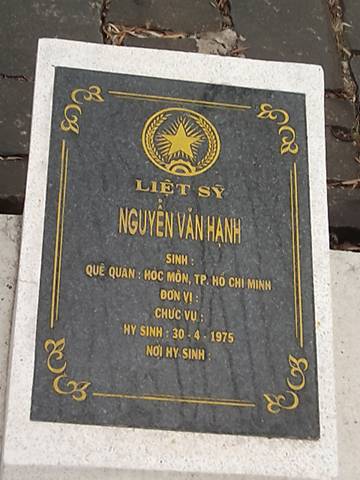 LIỆT SỸ
NGUYỄN VĂN HẠNH
SINH :
QUÊ QUÁN : HÓC MÔN, TP. HỒ CHÍ MINH
ĐƠN VỊ :
CHỨC VỤ :
HY SINH : 30 - 4 - 1975
NƠI HY SINH :